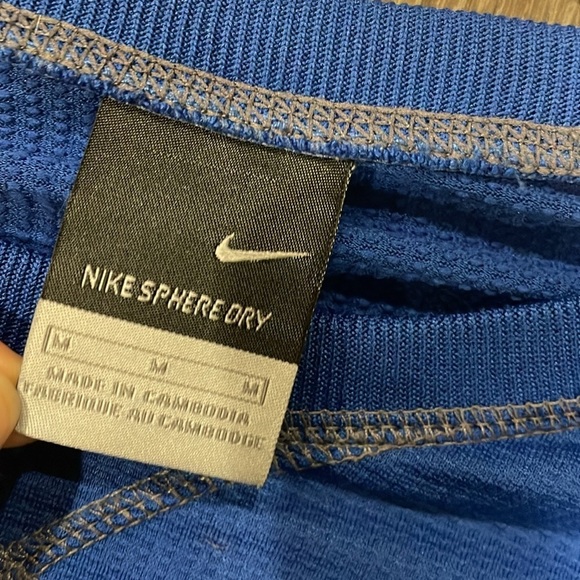 NIKE SPHERE DRY
M M M
MADE IN CAMBODIA
FABRIQUE AU CAMBODGE